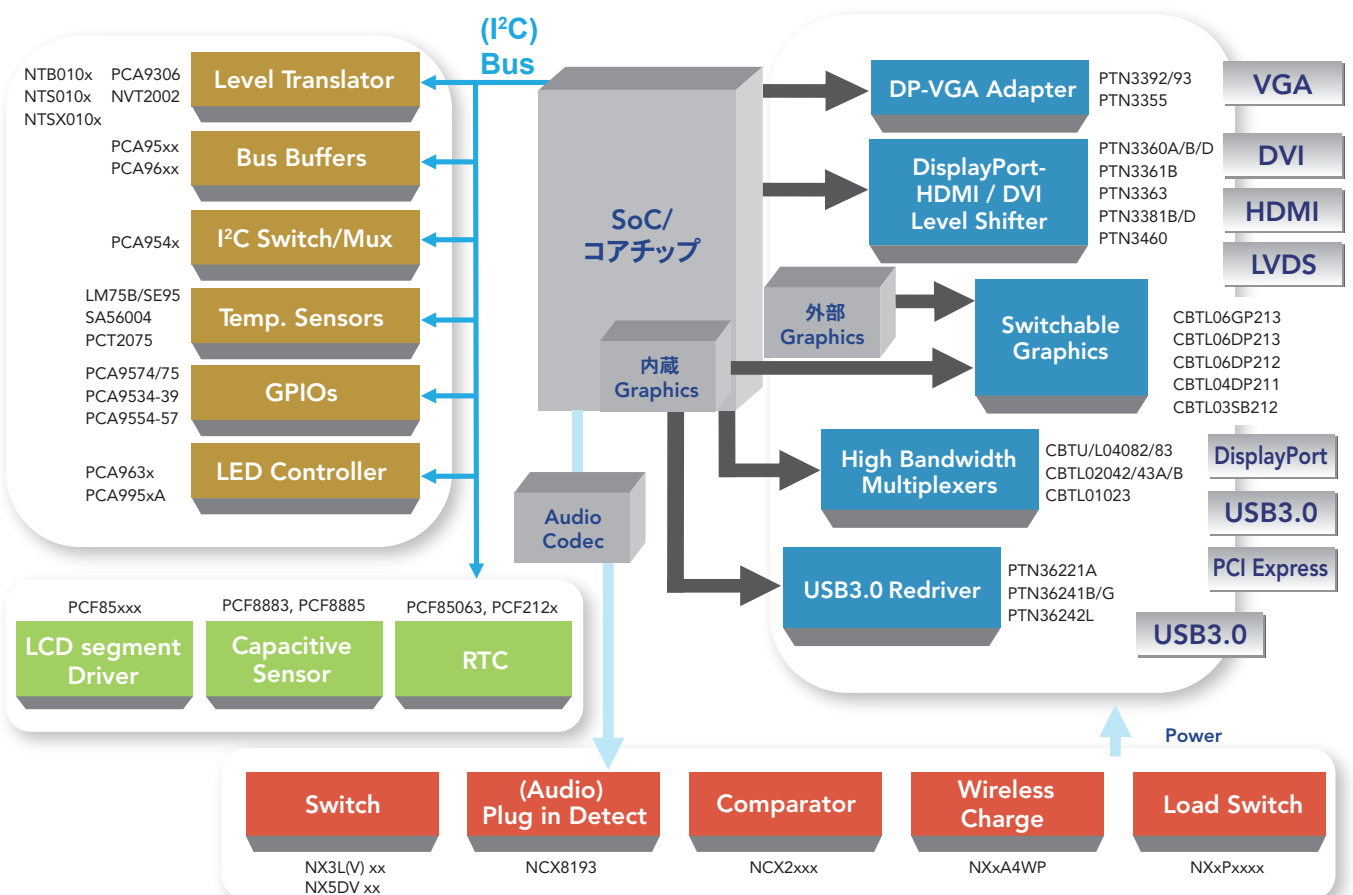 (I²C)
Bus
NTB010x PCA9306
NTS010x NVT2002
NTSX010x
Level Translator
PCA95xx
PCA96xx
Bus Buffers
PCA954x
I²C Switch/Mux
LM75B/SE95
SA56004
PCT2075
Temp. Sensors
PCA9574/75
PCA9534-39
PCA9554-57
GPIOs
PCA963x
PCA995xA
LED Controller
PCF85xxx
LCD segment
Driver
PCF8883, PCF8885
Capacitive
Sensor
PCF85063, PCF212x
RTC
SoC/
コアチップ
外部
Graphics
内蔵
Graphics
Audio
Codec
DP-VGA Adapter
PTN3392/93
PTN3355
VGA
DisplayPort-
HDMI / DVI
Level Shifter
PTN3360A/B/D
PTN3361B
PTN3363
PTN3381B/D
PTN3460
DVI
HDMI
LVDS
Switchable
Graphics
CBTL06GP213
CBTL06DP213
CBTL06DP212
CBTL04DP211
CBTL03SB212
High Bandwidth
Multiplexers
CBTU/L04082/83
CBTL02042/43A/B
CBTL01023
DisplayPort
USB3.0
PCI Express
USB3.0 Redriver
PTN36221A
PTN36241B/G
PTN36242L
USB3.0
Power
Switch
NX3L(V) xx
NX5DV xx
(Audio)
Plug in Detect
NCX8193
Comparator
NCX2xxx
Wireless
Charge
NXxA4WP
Load Switch
NXxPxxxx